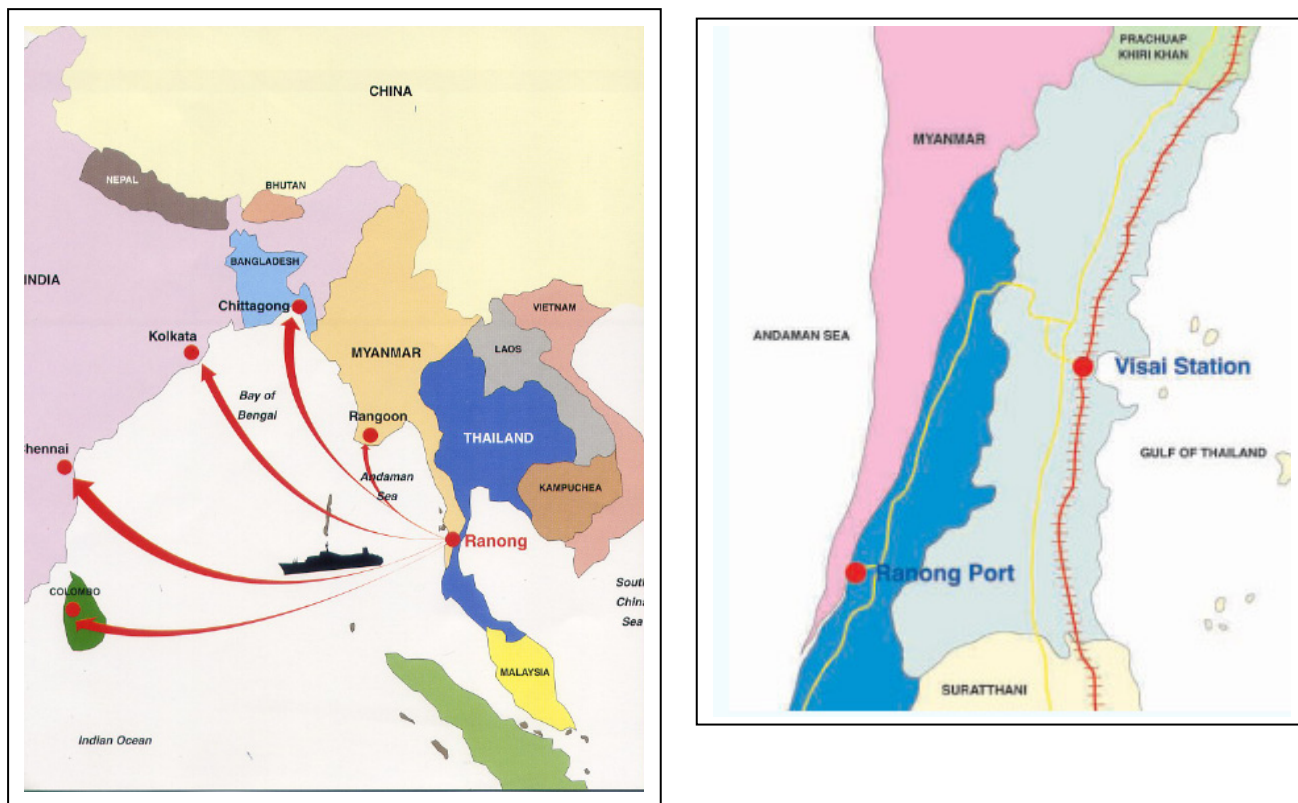 CHINA
NEPAL
BHUTAN
BANGLADESH
INDIA
Chittagong
VIETNAM
Kolkata
LAOS
MYANMAR
Bay of
Bengal
Rangoon
THAILAND
Chennai
Andaman
Sea
KAMPUCHEA
Ranong
South
China
Sea
COLOMBO
MALAYSIA
Indian Ocean
PRACHUAP
KHIRI KHAN
MYANMAR
ANDAMAN SEA
Visai Station
GULF OF THAILAND
Ranong Port
SURATTHANI